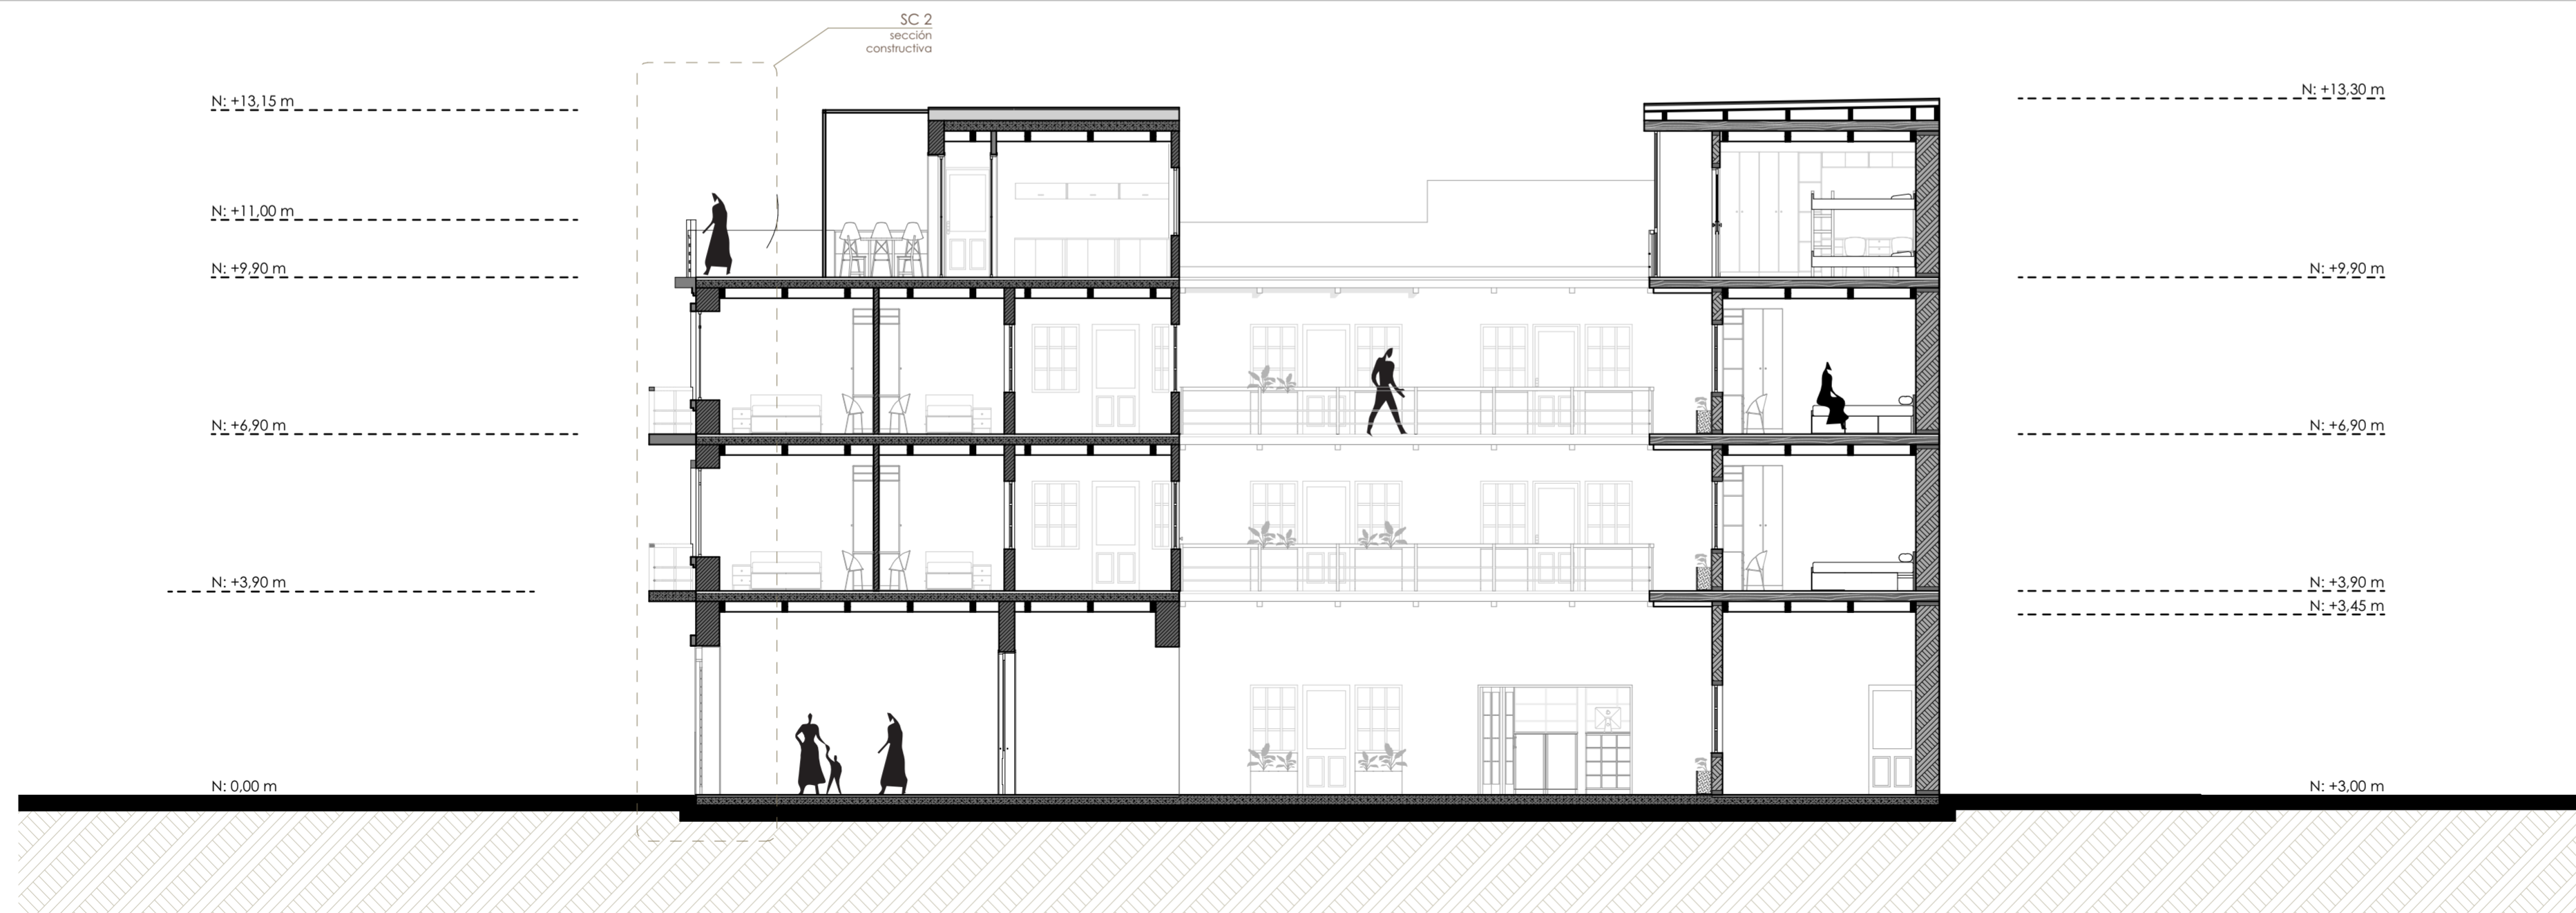 SC 2
sección
constructiva
N: +13,15 m
N: +11,00 m
N: +9,90 m
N: +6,90 m
N: +3,90 m
N: 0,00 m
N: +13,30 m
N: +9,90 m
N: +6,90 m
N: +3,90 m
N: +3,45 m
N: +3,00 m